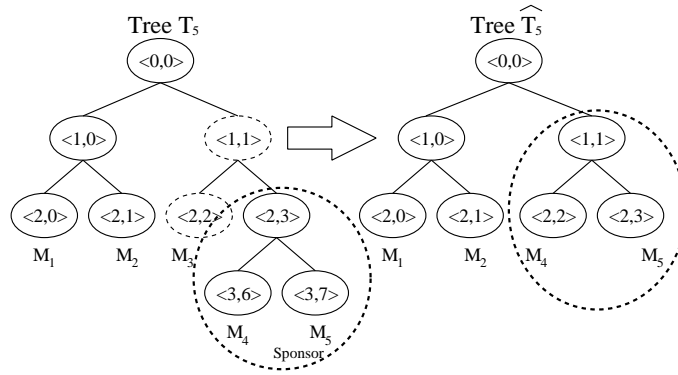 Tree T₅
<0,0>
<1,0>
<1,1>
<2,0>
<2,1>
<2,2>
<2,3>
M₁
M₂
M₃
<3,6>
<3,7>
M₄
M₅
Sponsor
Tree T̂₅
<0,0>
<1,0>
<1,1>
<2,0>
<2,1>
<2,2>
<2,3>
M₁
M₂
M₄
M₅